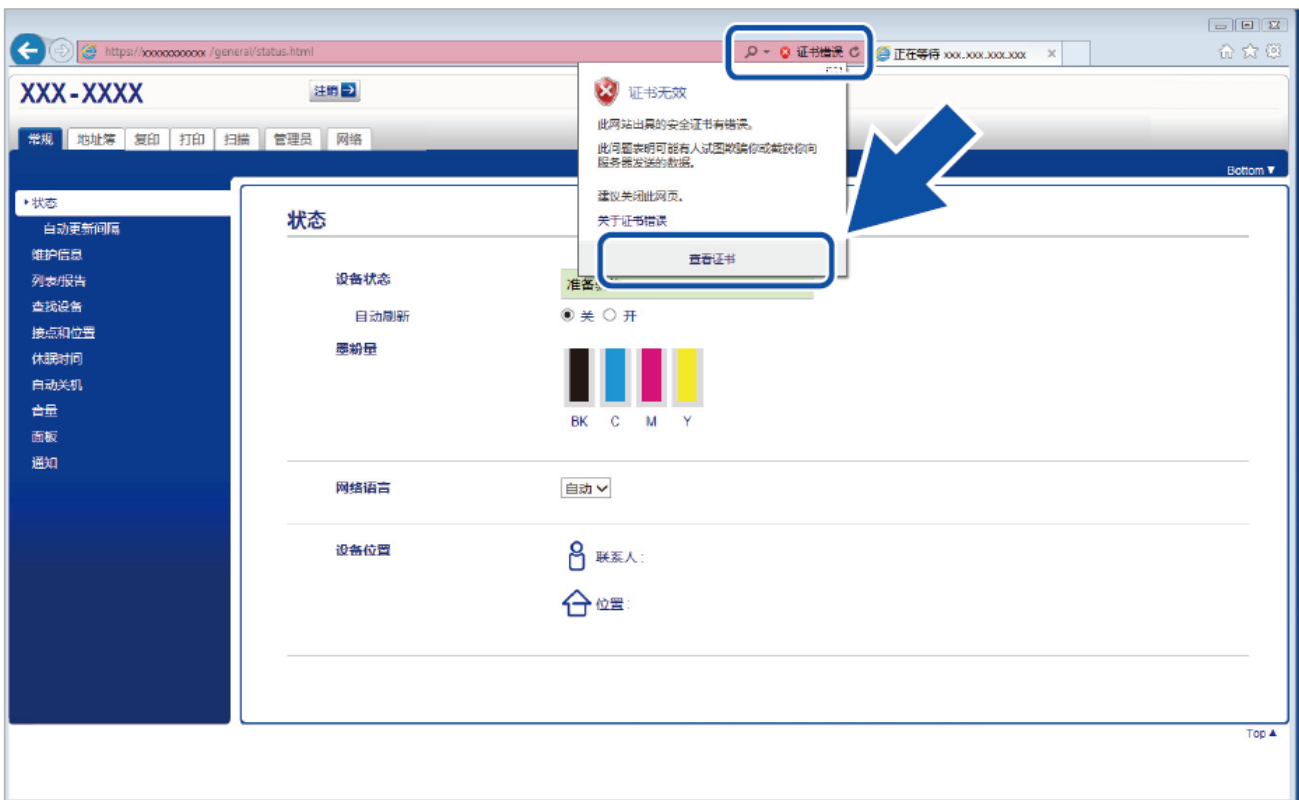 https://xxxxxxxxxxx /general/status.html
证书错误
正在等待 xxx.xxx.xxx.xxx
XXX-XXXX
注销
常规 地址簿 复印 打印 扫描 管理员 网络
Bottom▼
证书无效
此网站出具的安全证书有错误。
此问题表明可能有人试图欺骗你或截获你向
服务器发送的数据。
建议关闭此网页。
关于证书错误
查看证书
状态
自动更新间隔
维护信息
列表/报告
查找设备
接点和位置
休眠时间
自动关机
音量
面板
通知
状态
设备状态
准备
自动刷新
关 开
墨粉量
BK C M Y
网络语言
自动
设备位置
联系人:
位置:
Top▲